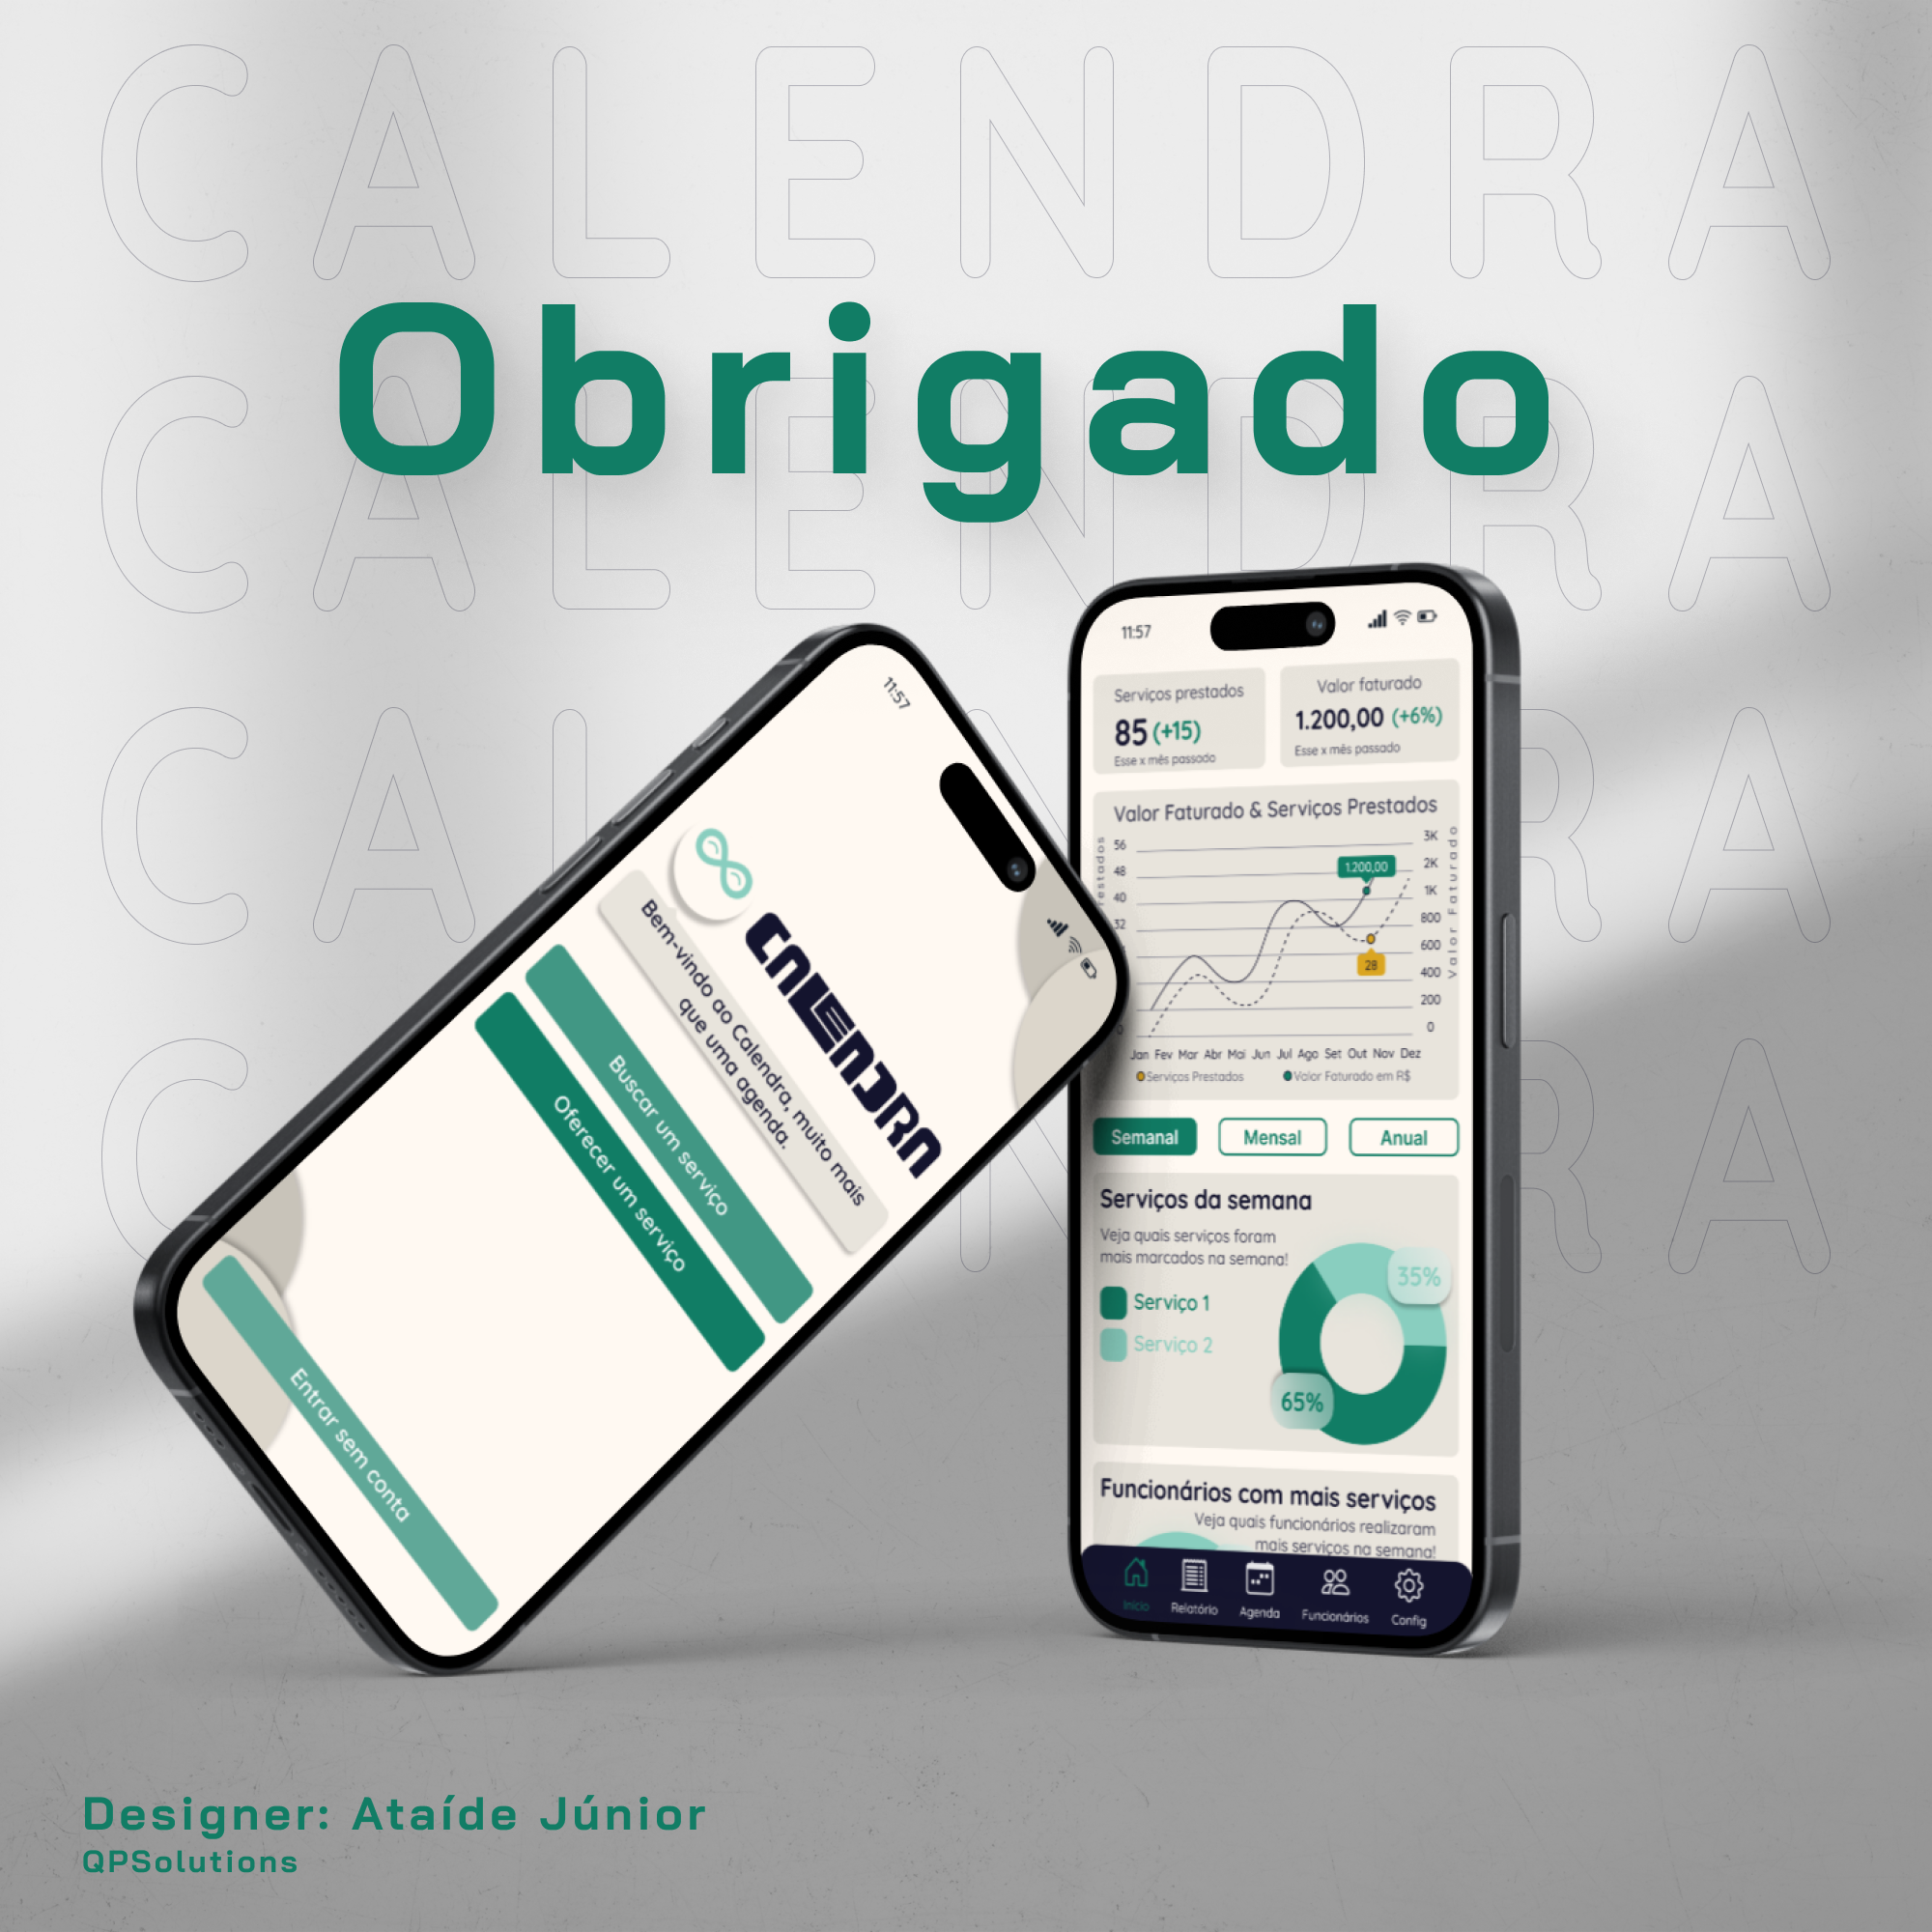 CALENDRA
Obrigado
CALENDRA
CAL RA
C N RA
11:57
CALENDRA
Bem-vindo ao Calendra, muito mais
que uma agenda.
Buscar um serviço
Oferecer um serviço
Entrar sem conta
11:57
Serviços prestados
85 (+15)
Esse x mês passado
Valor faturado
1.200,00 (+6%)
Esse x mês passado
Valor Faturado & Serviços Prestados
56
48
40
32
0
3K
2K
1K
800
600
400
200
0
Valor Faturado
1.200,00
28
Jan Fev Mar Abr Mai Jun Jul Ago Set Out Nov Dez
Serviços Prestados
Valor Faturado em R$
Semanal
Mensal
Anual
Serviços da semana
Veja quais serviços foram
mais marcados na semana!
Serviço 1
Serviço 2
35%
65%
Funcionários com mais serviços
Veja quais funcionários realizaram
mais serviços na semana!
Início
Relatório
Agenda
Funcionários
Config
Designer: Ataíde Júnior
QPSolutions